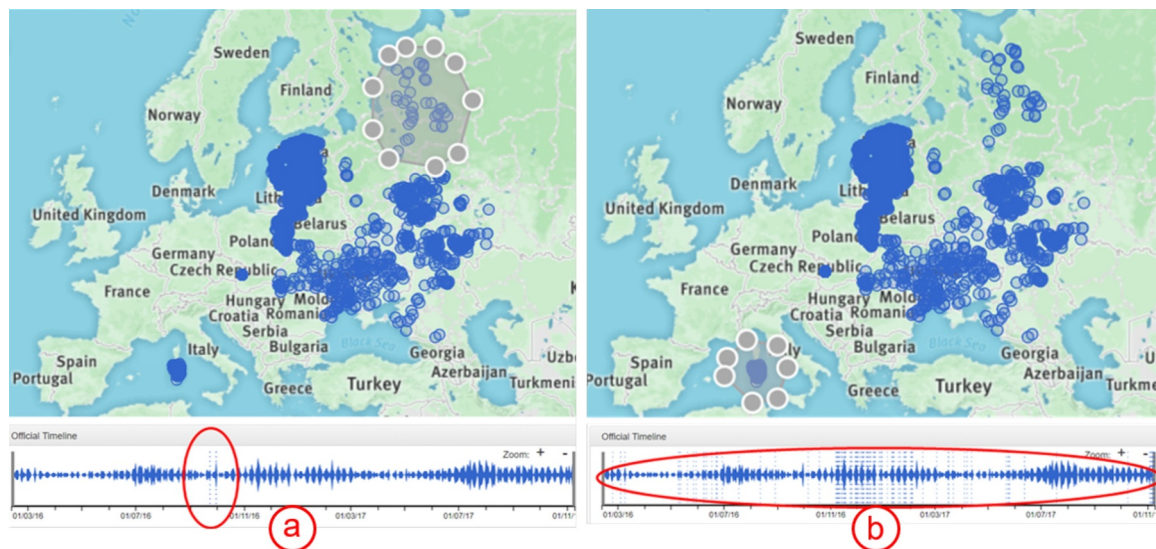 Sweden
Finland
Norway
Denmark
Lith
United Kingdom
Belarus
Poland
Germany
Czech Republic
France
Hungary
Mold
Croatia
Romani
Serbia
Italy
Bulgaria
Black Sea
Spain
Portugal
Georgia
Uzb
Azerbaijan
Greece
Turkey
Turkmeni
Official Timeline
Zoom: + -
01/03/16 01/07/16 01/11/16 01/03/17 01/07/17 01/11/
a
Sweden
Finland
Norway
Denmark
Lith
United Kingdom
Belarus
Poland
Germany
Czech Republic
France
Hungary
Mold
Croatia
Romani
Serbia
ly
Bulgaria
Black Sea
Spain
Portugal
Georgia
Azerbaijan
Greece
Turkey
Turkm
Official Timeline
Zoom: + -
01/03/16 01/07/16 01/11/16 01/03/17 01/07/17 01/11/1
b